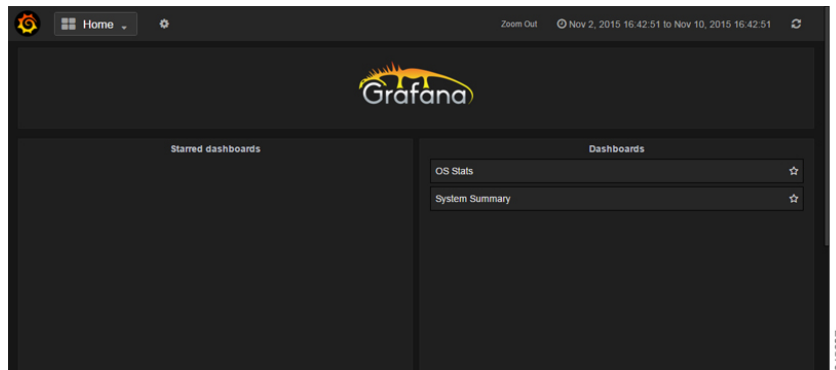 Home
Zoom Out
Nov 2, 2015 16:42:51 to Nov 10, 2015 16:42:51
Grafana
Starred dashboards
Dashboards
OS Stats
System Summary